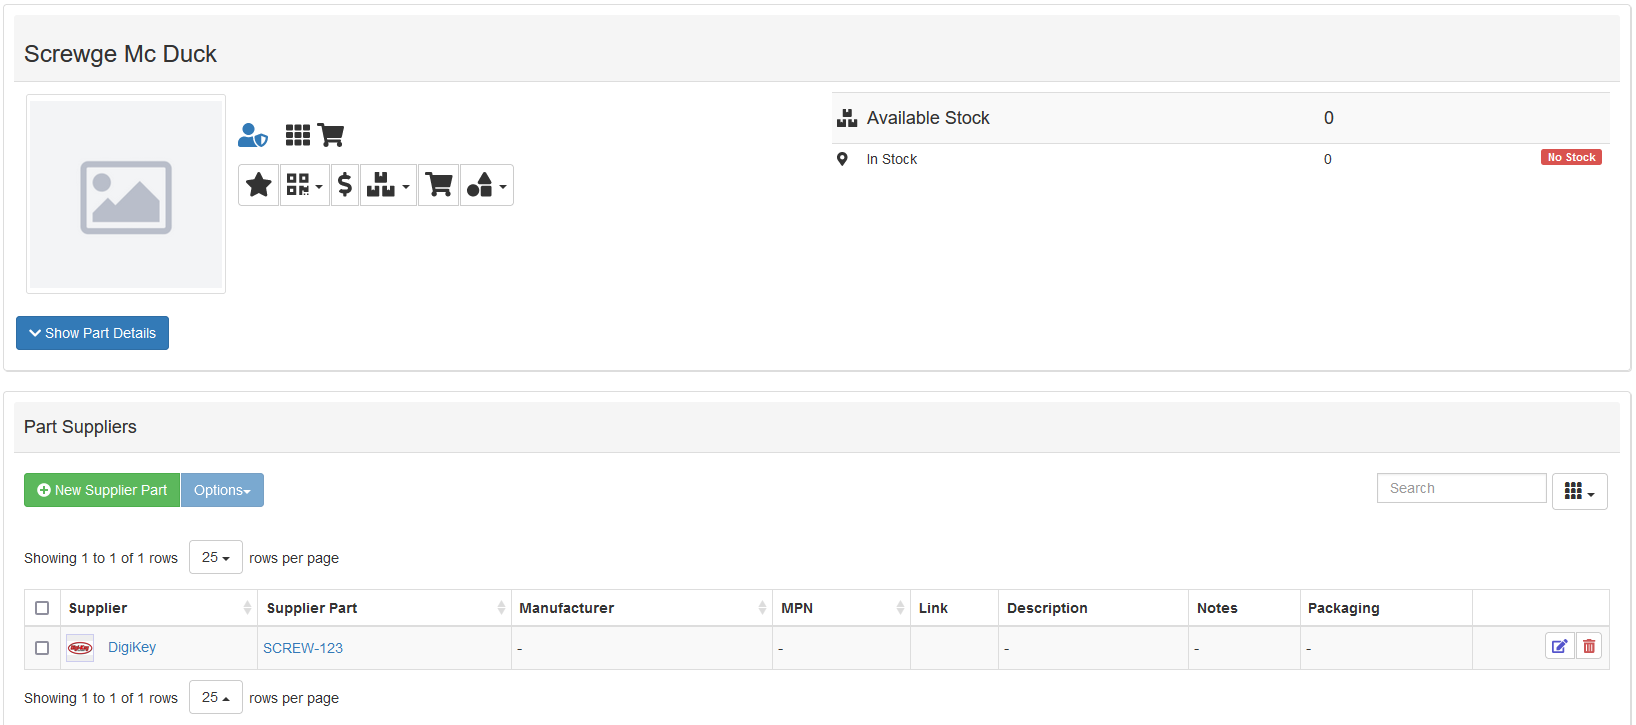 Screwge Mc Duck
Available Stock 0
In Stock 0 No Stock
$
Show Part Details
Part Suppliers
New Supplier Part Options
Search
Showing 1 to 1 of 1 rows 25 rows per page
Supplier Supplier Part Manufacturer MPN Link Description Notes Packaging
Digi-Key DigiKey SCREW-123 - - - - -
Showing 1 to 1 of 1 rows 25 rows per page